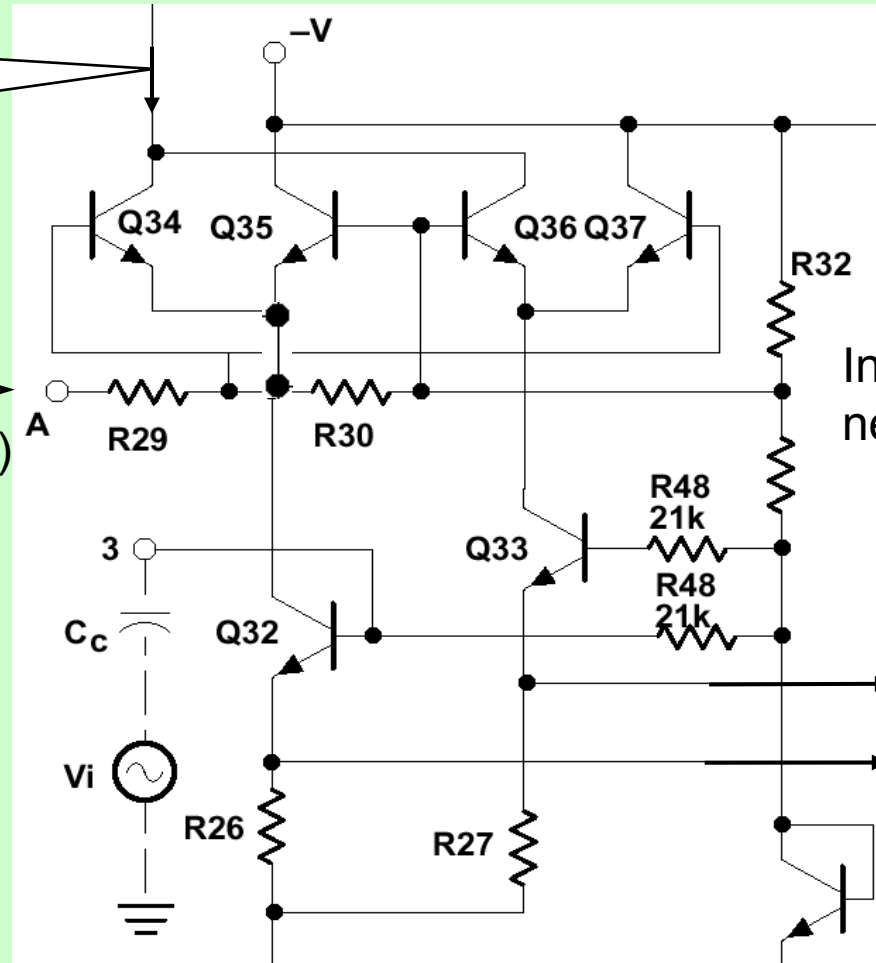 –V
Q34
Q35
Q36
Q37
R32
In
ne
A
)
R29
R30
R48
21k
3
Q33
R48
21k
Cc
Q32
Vi
R26
R27